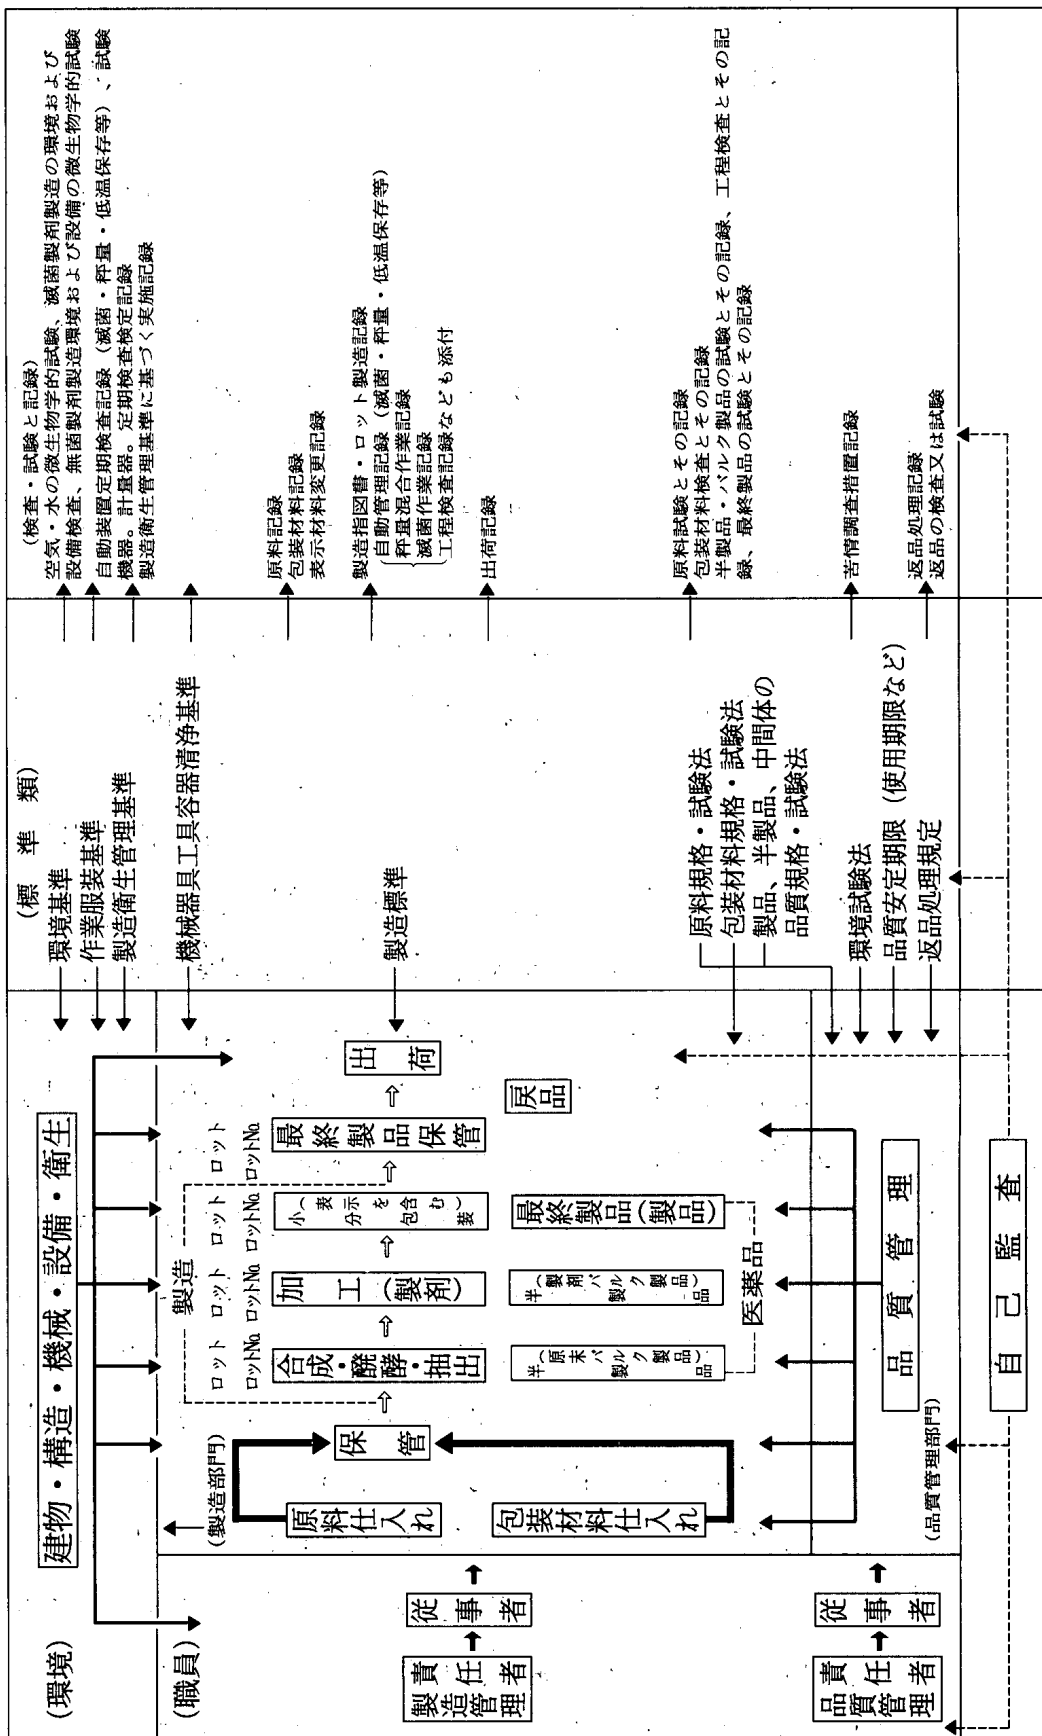 (環境)
建物・構造・機械・設備・衛生
(職員)
製造管理
責任者
従事者
(製造部門)
原料仕入れ
包装材料仕入れ
保管
製造
ロット
ロットNo
合成・醗酵・抽出
ロット
ロットNo
加工(製剤)
ロット
ロットNo
小分包装
(表示を含む)
ロット
ロットNo
最終製品保管
出荷
半製品
(原末バルク製品)
半製品
(製剤バルク製品)
最終製品(製品)
医薬品
戻品
品質管理
責任者
従事者
(品質管理部門)
品質管理
自己監査
(標準類)
環境基準
作業服装基準
製造衛生管理基準
機械器具工具容器清浄基準
製造標準
原料規格・試験法
包装材料規格・試験法
製品、半製品、中間体の
品質規格・試験法
環境試験法
品質安定期限(使用期限など)
返品処理規定
(検査・試験と記録)
空気・水の微生物学的試験、滅菌製剤製造の環境および
設備検査、無菌製剤製造環境および設備の微生物学的試験
自動装置定期検査記録(滅菌・秤量・低温保存等)、試験
機器。計量器。定期検査検定記録
製造衛生管理基準に基づく実施記録
原料記録
包装材料記録
表示材料変更記録
製造指図書・ロット製造記録
自動管理記録(滅菌・秤量・低温保存等)
秤量混合作業記録
滅菌作業記録
工程検査記録なども添付
出荷記録
原料試験とその記録
包装材料検査とその記録
半製品・バルク製品の試験とその記録、工程検査とその記
録、最終製品の試験とその記録
苦情調査措置記録
返品処理記録
返品の検査又は試験